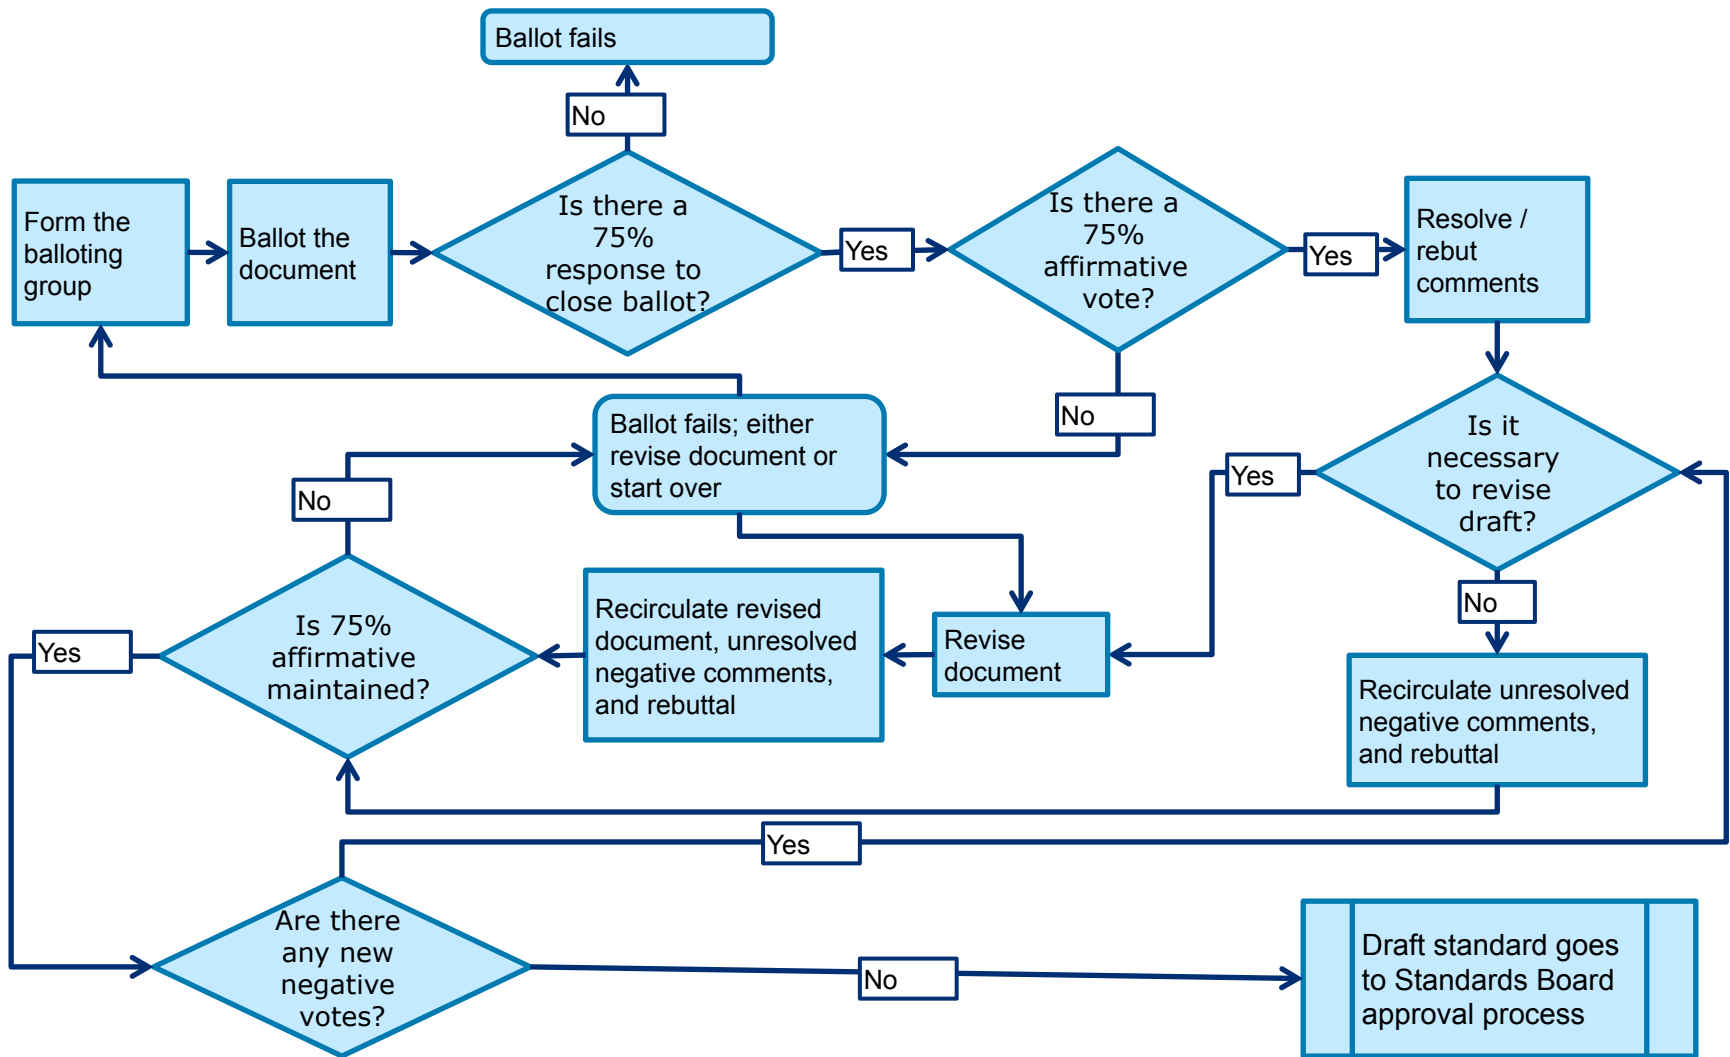 Ballot fails
No
Form the
balloting
group
Ballot the
document
Is there a
75%
response to
close ballot?
Yes
Is there a
75%
affirmative
vote?
Yes
Resolve /
rebut
comments
No
Ballot fails; either
revise document or
start over
No
Yes
Is it
necessary
to revise
draft?
No
Is 75%
affirmative
maintained?
Yes
Recirculate revised
document, unresolved
negative comments,
and rebuttal
Revise
document
Recirculate unresolved
negative comments,
and rebuttal
Yes
Are there
any new
negative
votes?
No
Draft standard goes
to Standards Board
approval process